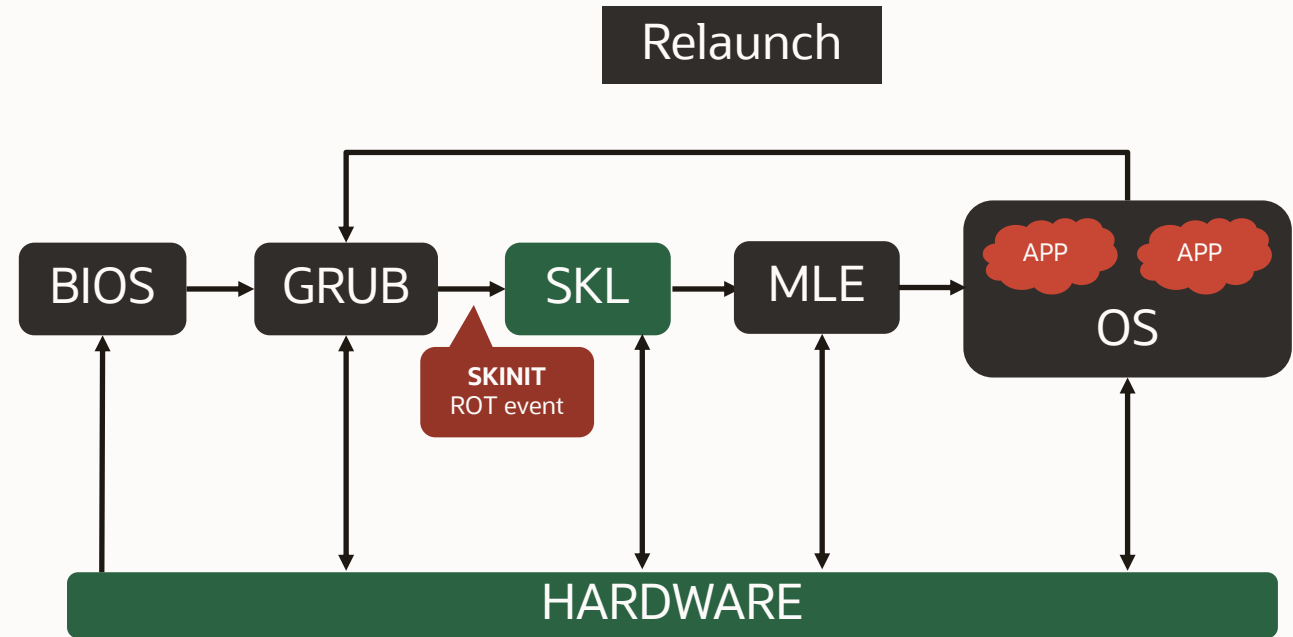 Relaunch
BIOS
GRUB
SKL
MLE
APP
APP
OS
SKINIT
ROT event
HARDWARE